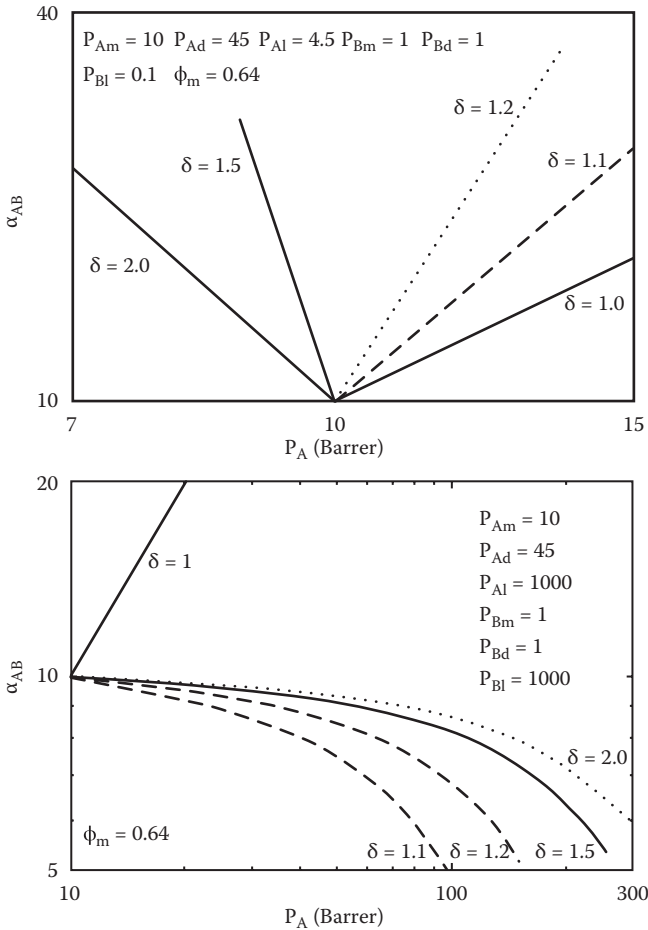 40
P_Am = 10 P_Ad = 45 P_Al = 4.5 P_Bm = 1 P_Bd = 1
P_Bl = 0.1 ϕ_m = 0.64
δ = 1.2
δ = 1.5
δ = 1.1
α_AB
δ = 2.0
δ = 1.0
10
7 10 15
P_A (Barrer)
20
P_Am = 10
P_Ad = 45
δ = 1
P_Al = 1000
P_Bm = 1
P_Bd = 1
P_Bl = 1000
α_AB
10
δ = 2.0
ϕ_m = 0.64
δ = 1.1 δ = 1.2 δ = 1.5
5
10 100 300
P_A (Barrer)